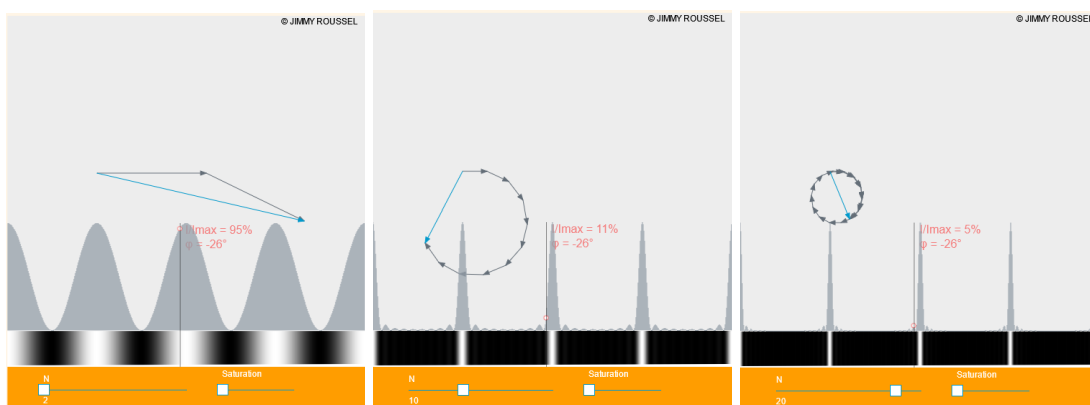 © JIMMY ROUSSEL
I/Imax = 95%
φ = -26°
N
Saturation
2
© JIMMY ROUSSEL
I/Imax = 11%
φ = -26°
N
Saturation
10
© JIMMY ROUSSEL
I/Imax = 5%
φ = -26°
N
Saturation
20